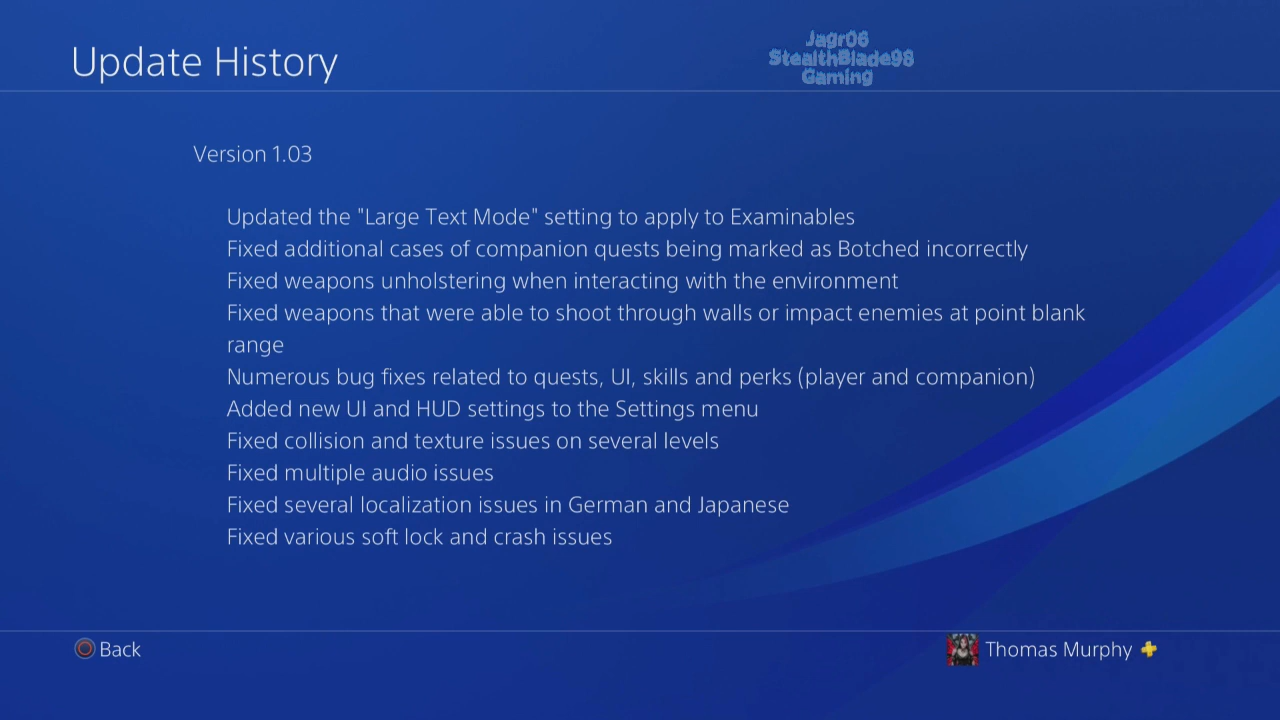 Update History
Jagr06
StealthBlade98
Gaming
Version 1.03
Updated the "Large Text Mode" setting to apply to Examinables
Fixed additional cases of companion quests being marked as Botched incorrectly
Fixed weapons unholstering when interacting with the environment
Fixed weapons that were able to shoot through walls or impact enemies at point blank
range
Numerous bug fixes related to quests, UI, skills and perks (player and companion)
Added new UI and HUD settings to the Settings menu
Fixed collision and texture issues on several levels
Fixed multiple audio issues
Fixed several localization issues in German and Japanese
Fixed various soft lock and crash issues
Back
Thomas Murphy